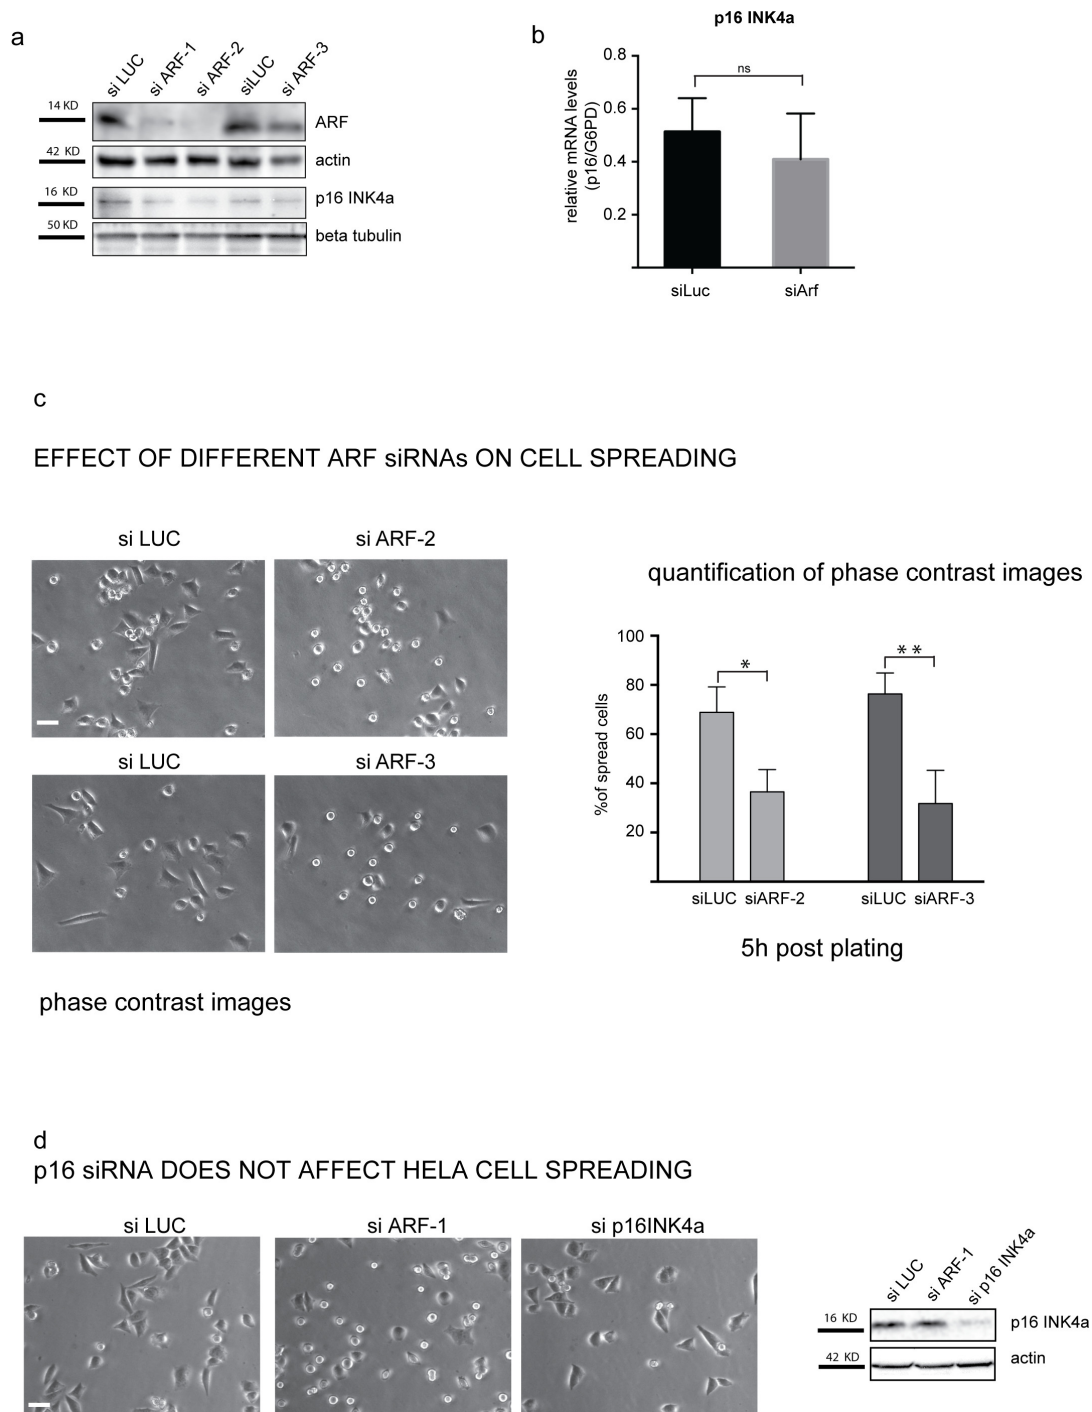 a
si LUC
si ARF-1
si ARF-2
siLUC
si ARF-3
14 KD
ARF
42 KD
actin
16 KD
p16 INK4a
50 KD
beta tubulin
b
p16 INK4a
ns
relative mRNA levels
(p16/G6PD)
0.8
0.6
0.4
0.2
siLuc
siArf
c
EFFECT OF DIFFERENT ARF siRNAs ON CELL SPREADING
si LUC
si ARF-2
si LUC
si ARF-3
phase contrast images
quantification of phase contrast images
%of spread cells
100
80
60
40
20
*
**
siLUC siARF-2
siLUC siARF-3
5h post plating
d
p16 siRNA DOES NOT AFFECT HELA CELL SPREADING
si LUC
si ARF-1
si p16INK4a
si LUC
si ARF-1
si p16 INK4a
16 KD
p16 INK4a
42 KD
actin